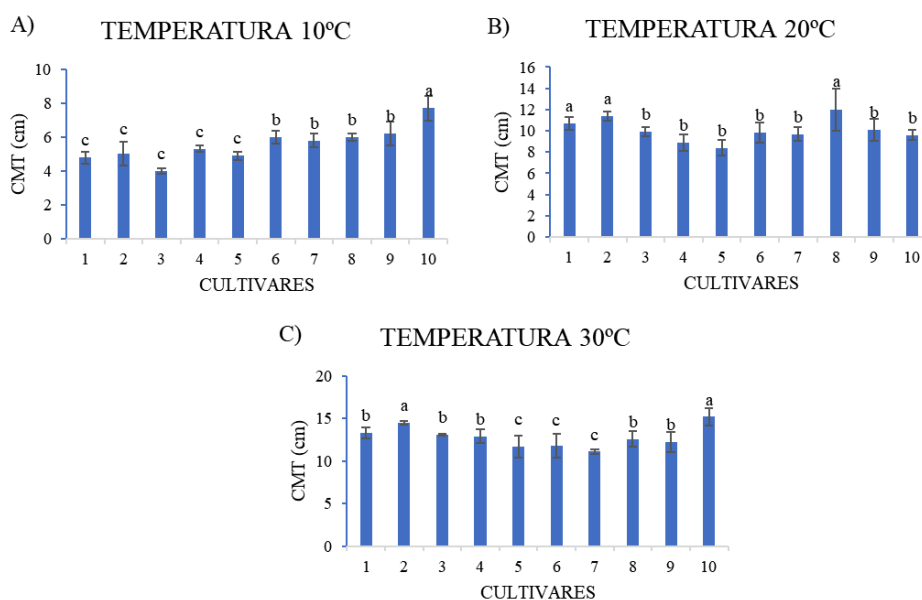 A)
TEMPERATURA 10ºC
CMT (cm)
10
8
6
4
2
0
c
c
c
c
c
b
b
b
b
a
1 2 3 4 5 6 7 8 9 10
CULTIVARES
B)
TEMPERATURA 20ºC
CMT (cm)
16
14
12
10
8
6
4
2
0
a
a
b
b
b
b
b
a
b
b
1 2 3 4 5 6 7 8 9 10
CULTIVARES
C)
TEMPERATURA 30ºC
CMT (cm)
20
15
10
5
0
b
a
b
b
c
c
c
b
b
a
1 2 3 4 5 6 7 8 9 10
CULTIVARES